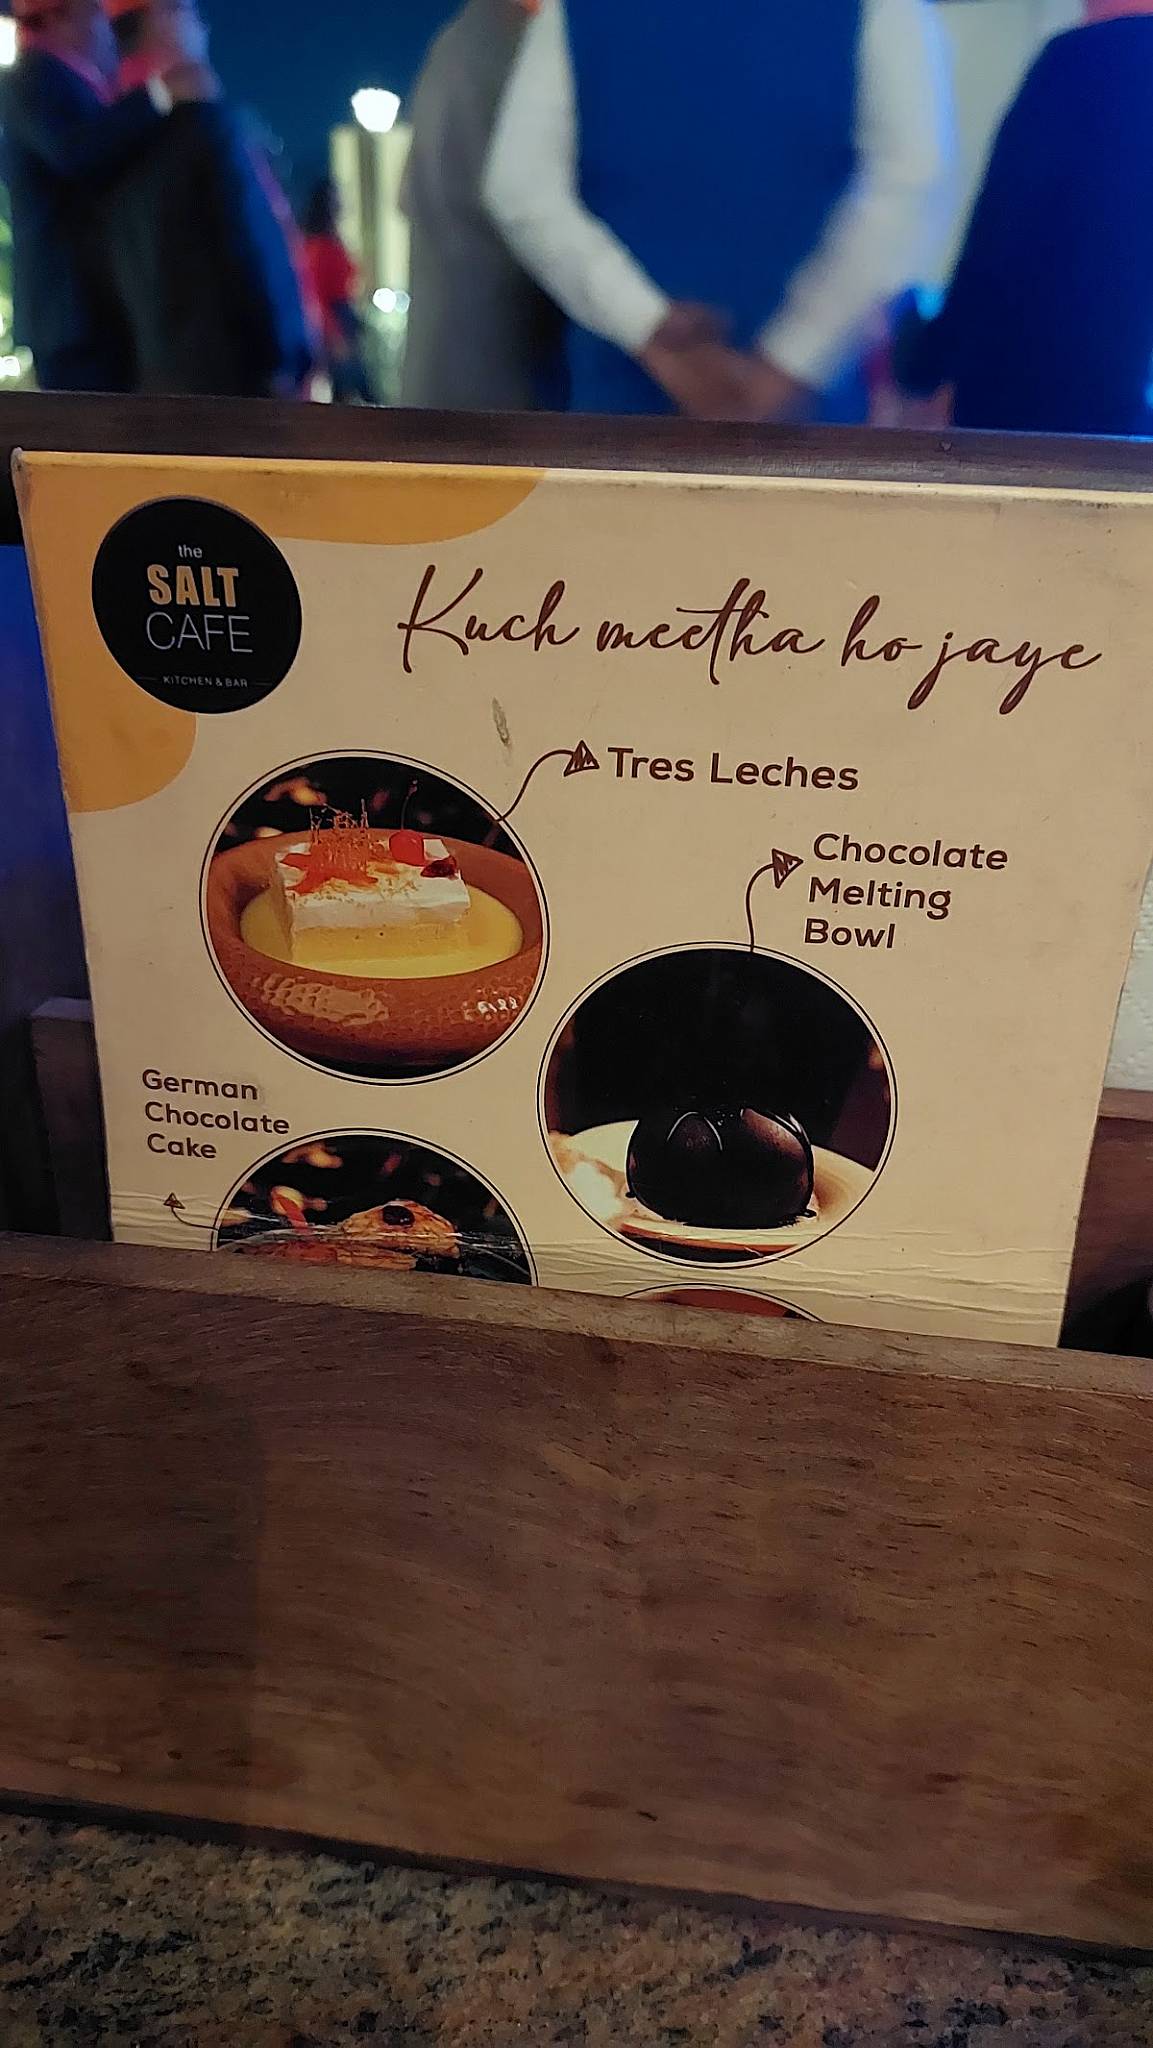 the
SALT
CAFE
KITCHEN & BAR
Kuch meetha ho jaye
Tres Leches
Chocolate
Melting
Bowl
German
Chocolate
Cake